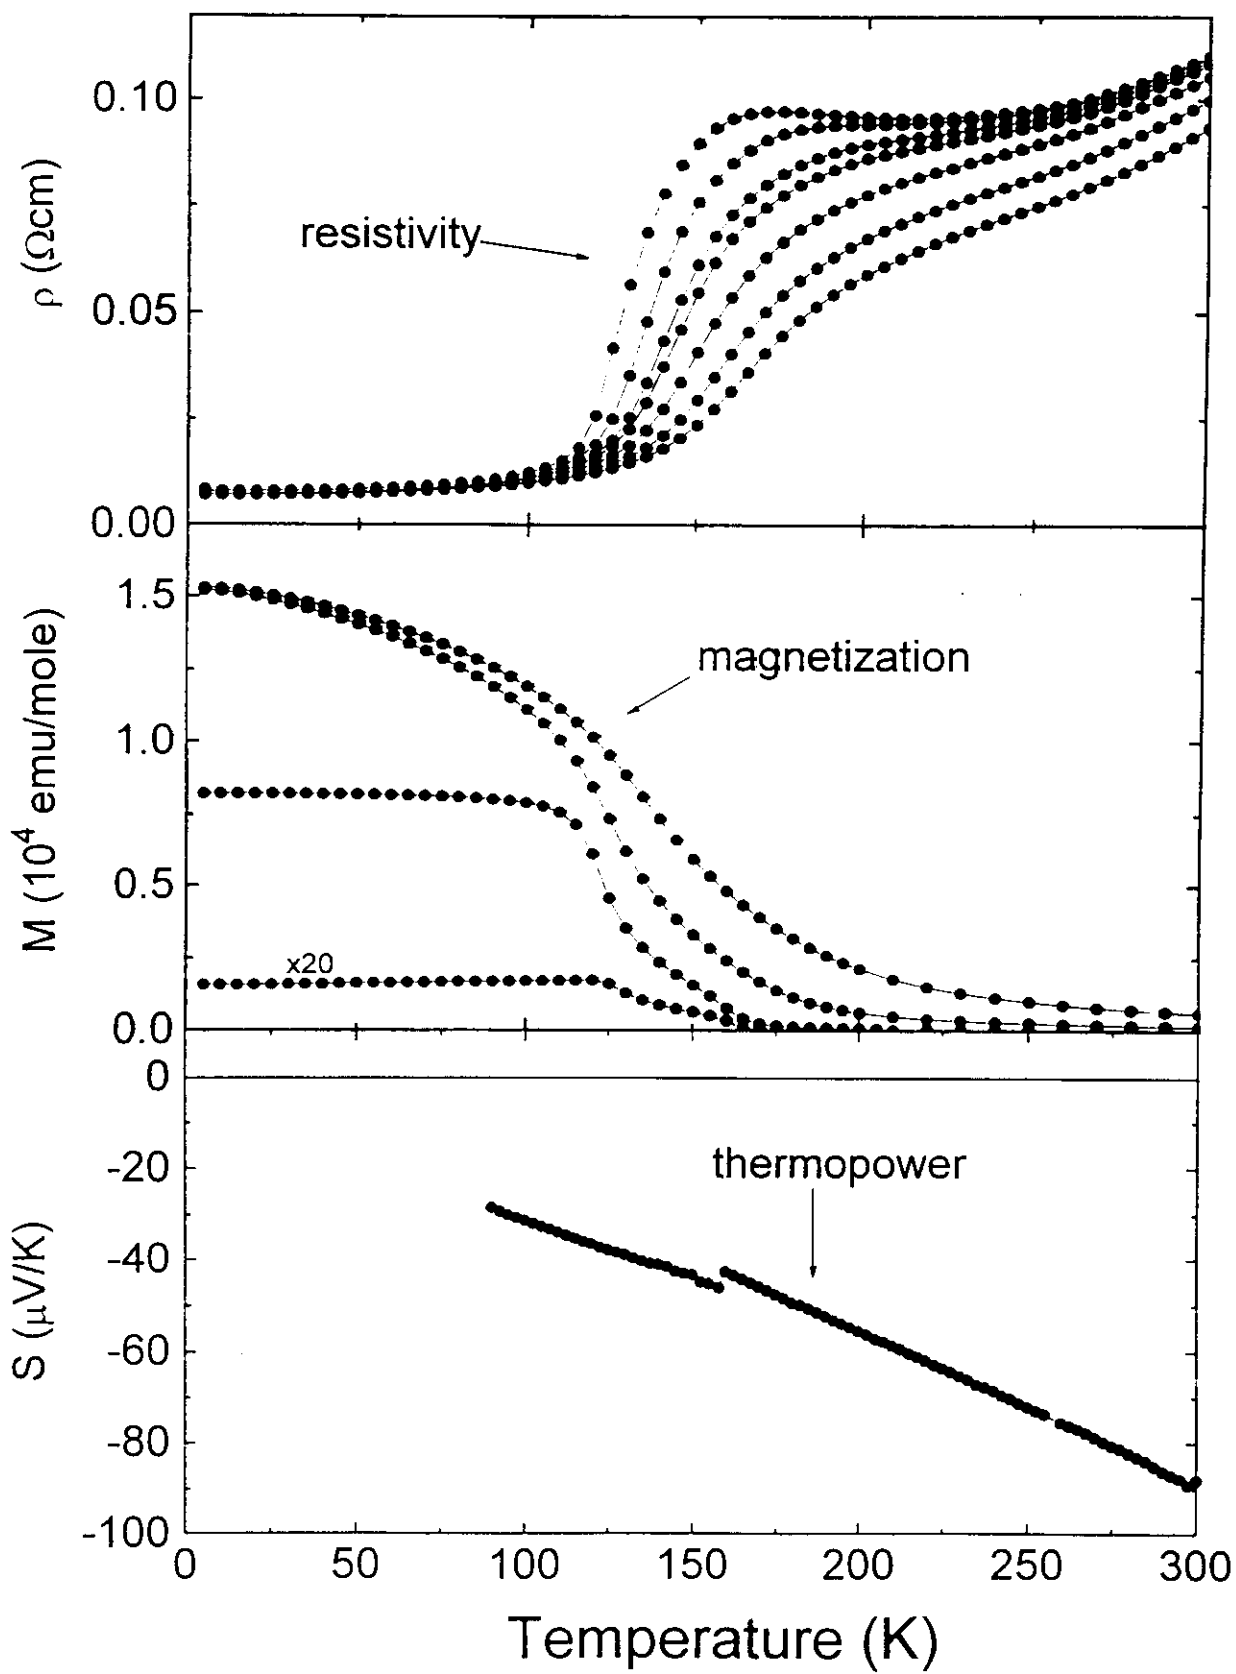 ρ (Ωcm)
0.10
0.05
0.00
resistivity
M (10⁴ emu/mole)
1.5
1.0
0.5
0.0
magnetization
x20
S (μV/K)
0
-20
-40
-60
-80
-100
thermopower
0 50 100 150 200 250 300
Temperature (K)